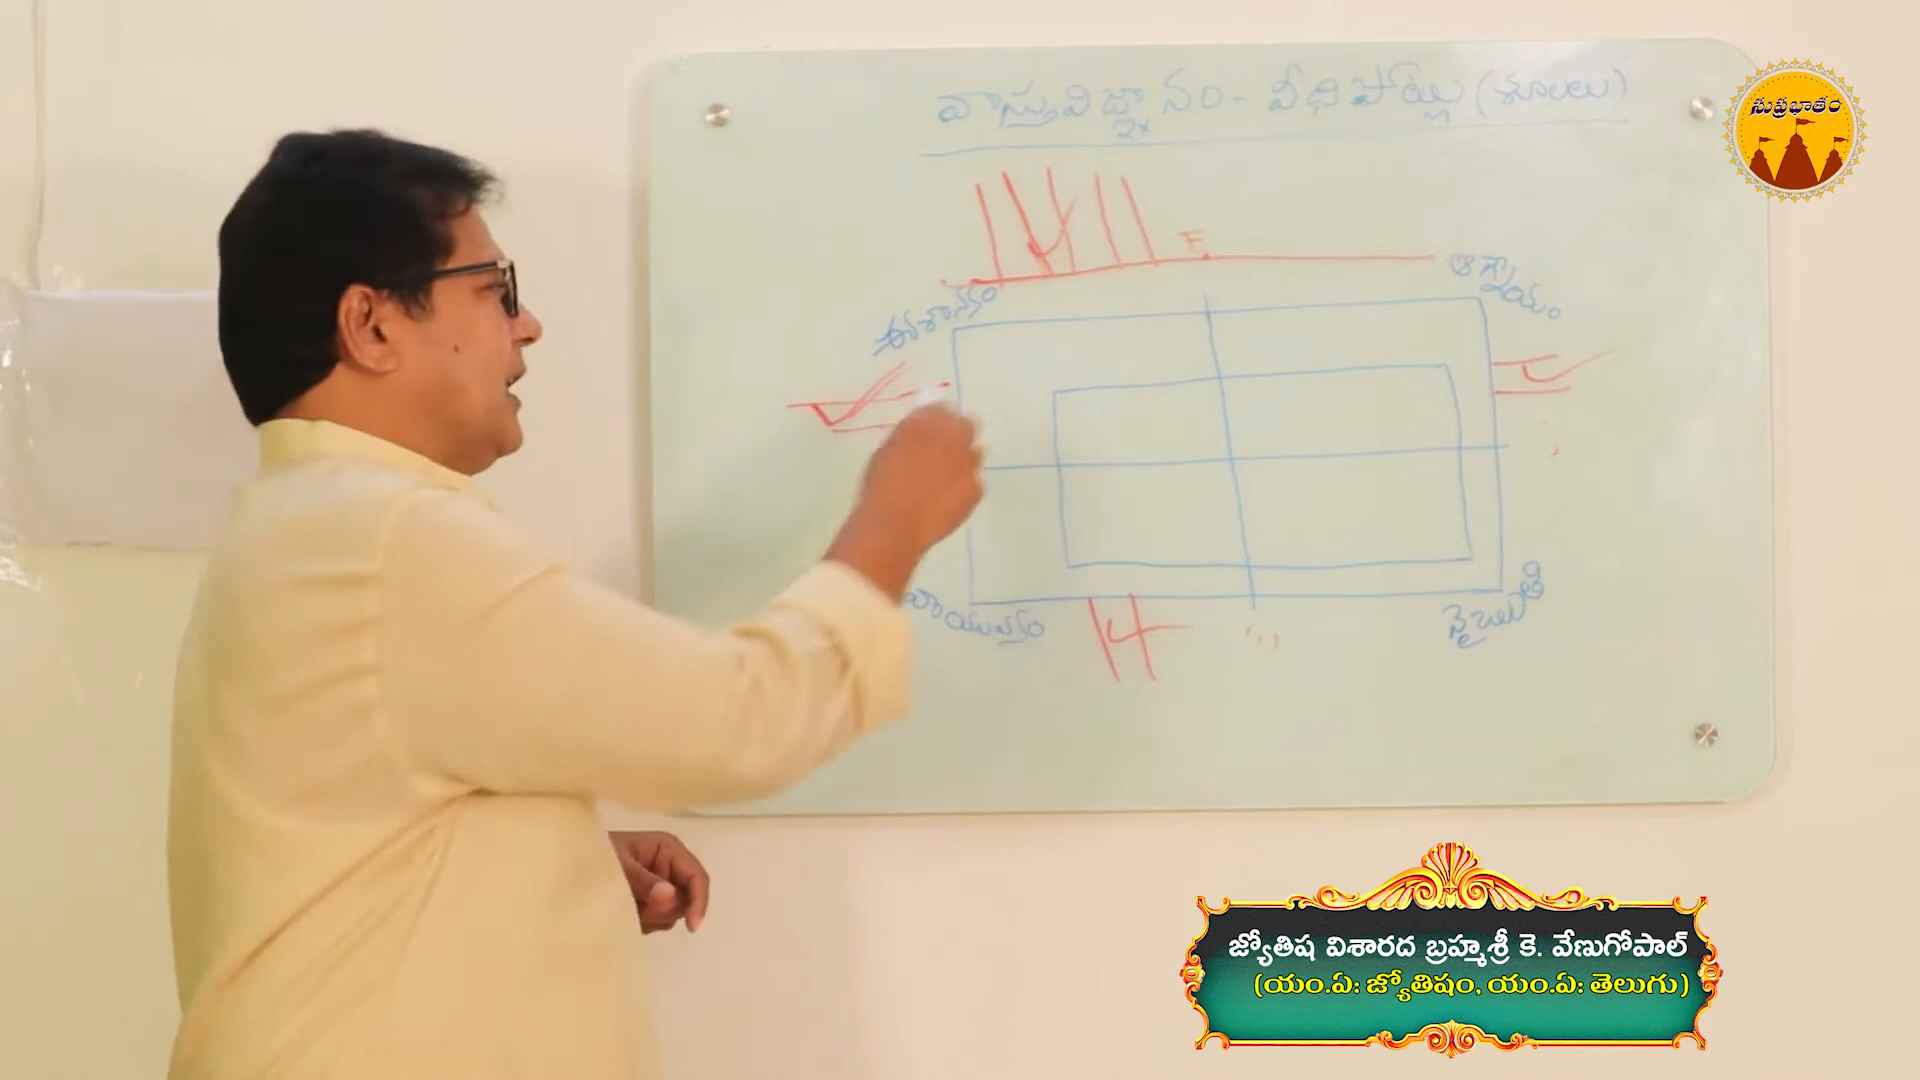 వాస్తువిజ్ఞానం - వీధిపోట్లు (శూలలు)
సుప్రభాతం
E
ఆగ్నేయం
ఈశాన్యం
వాయువ్యం
నైఋతి
జ్యోతిష విశారద బ్రహ్మశ్రీ కె. వేణుగోపాల్
(యం.ఏ: జ్యోతిషం, యం.ఏ: తెలుగు)